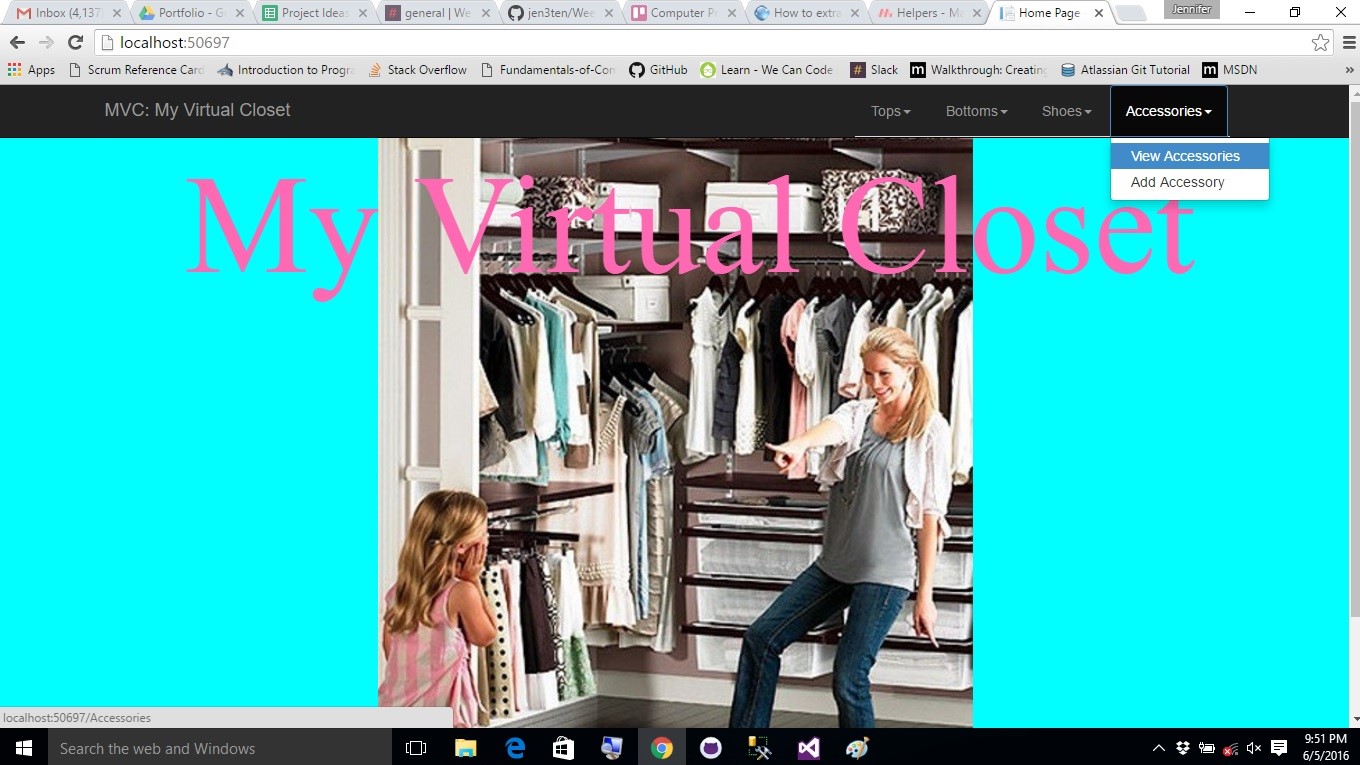 Inbox (4,137
Portfolio - G
Project Ideas
general | We
jen3ten/Wee
Computer P
How to extra
Helpers - Ma
Home Page
Jennifer
localhost:50697
Apps
Scrum Reference Card
Introduction to Progra
Stack Overflow
Fundamentals-of-Con
GitHub
Learn - We Can Code
Slack
Walkthrough: Creating
Atlassian Git Tutorial
MSDN
»
MVC: My Virtual Closet
Tops
Bottoms
Shoes
Accessories
View Accessories
Add Accessory
My Virtual Closet
localhost:50697/Accessories
Search the web and Windows
9:51 PM
6/5/2016